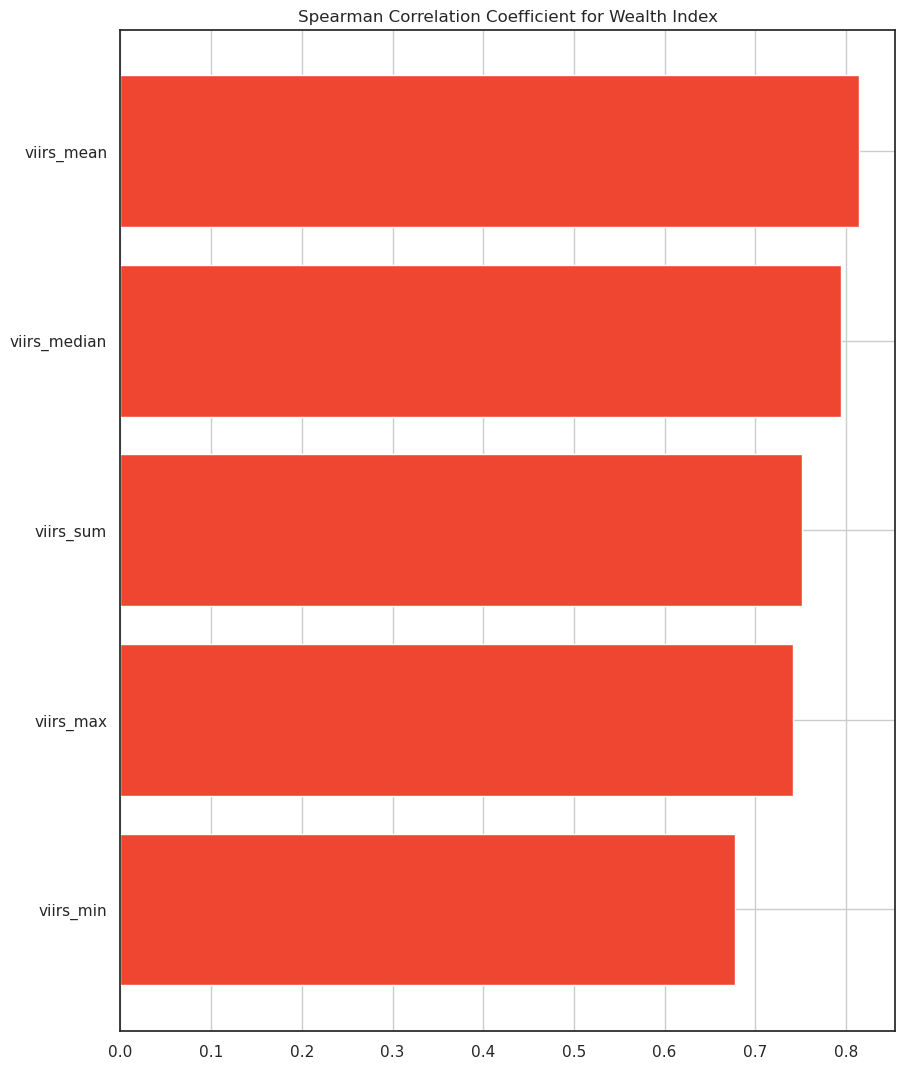 Spearman Correlation Coefficient for Wealth Index
viirs_mean
viirs_median
viirs_sum
viirs_max
viirs_min
0.0 0.1 0.2 0.3 0.4 0.5 0.6 0.7 0.8